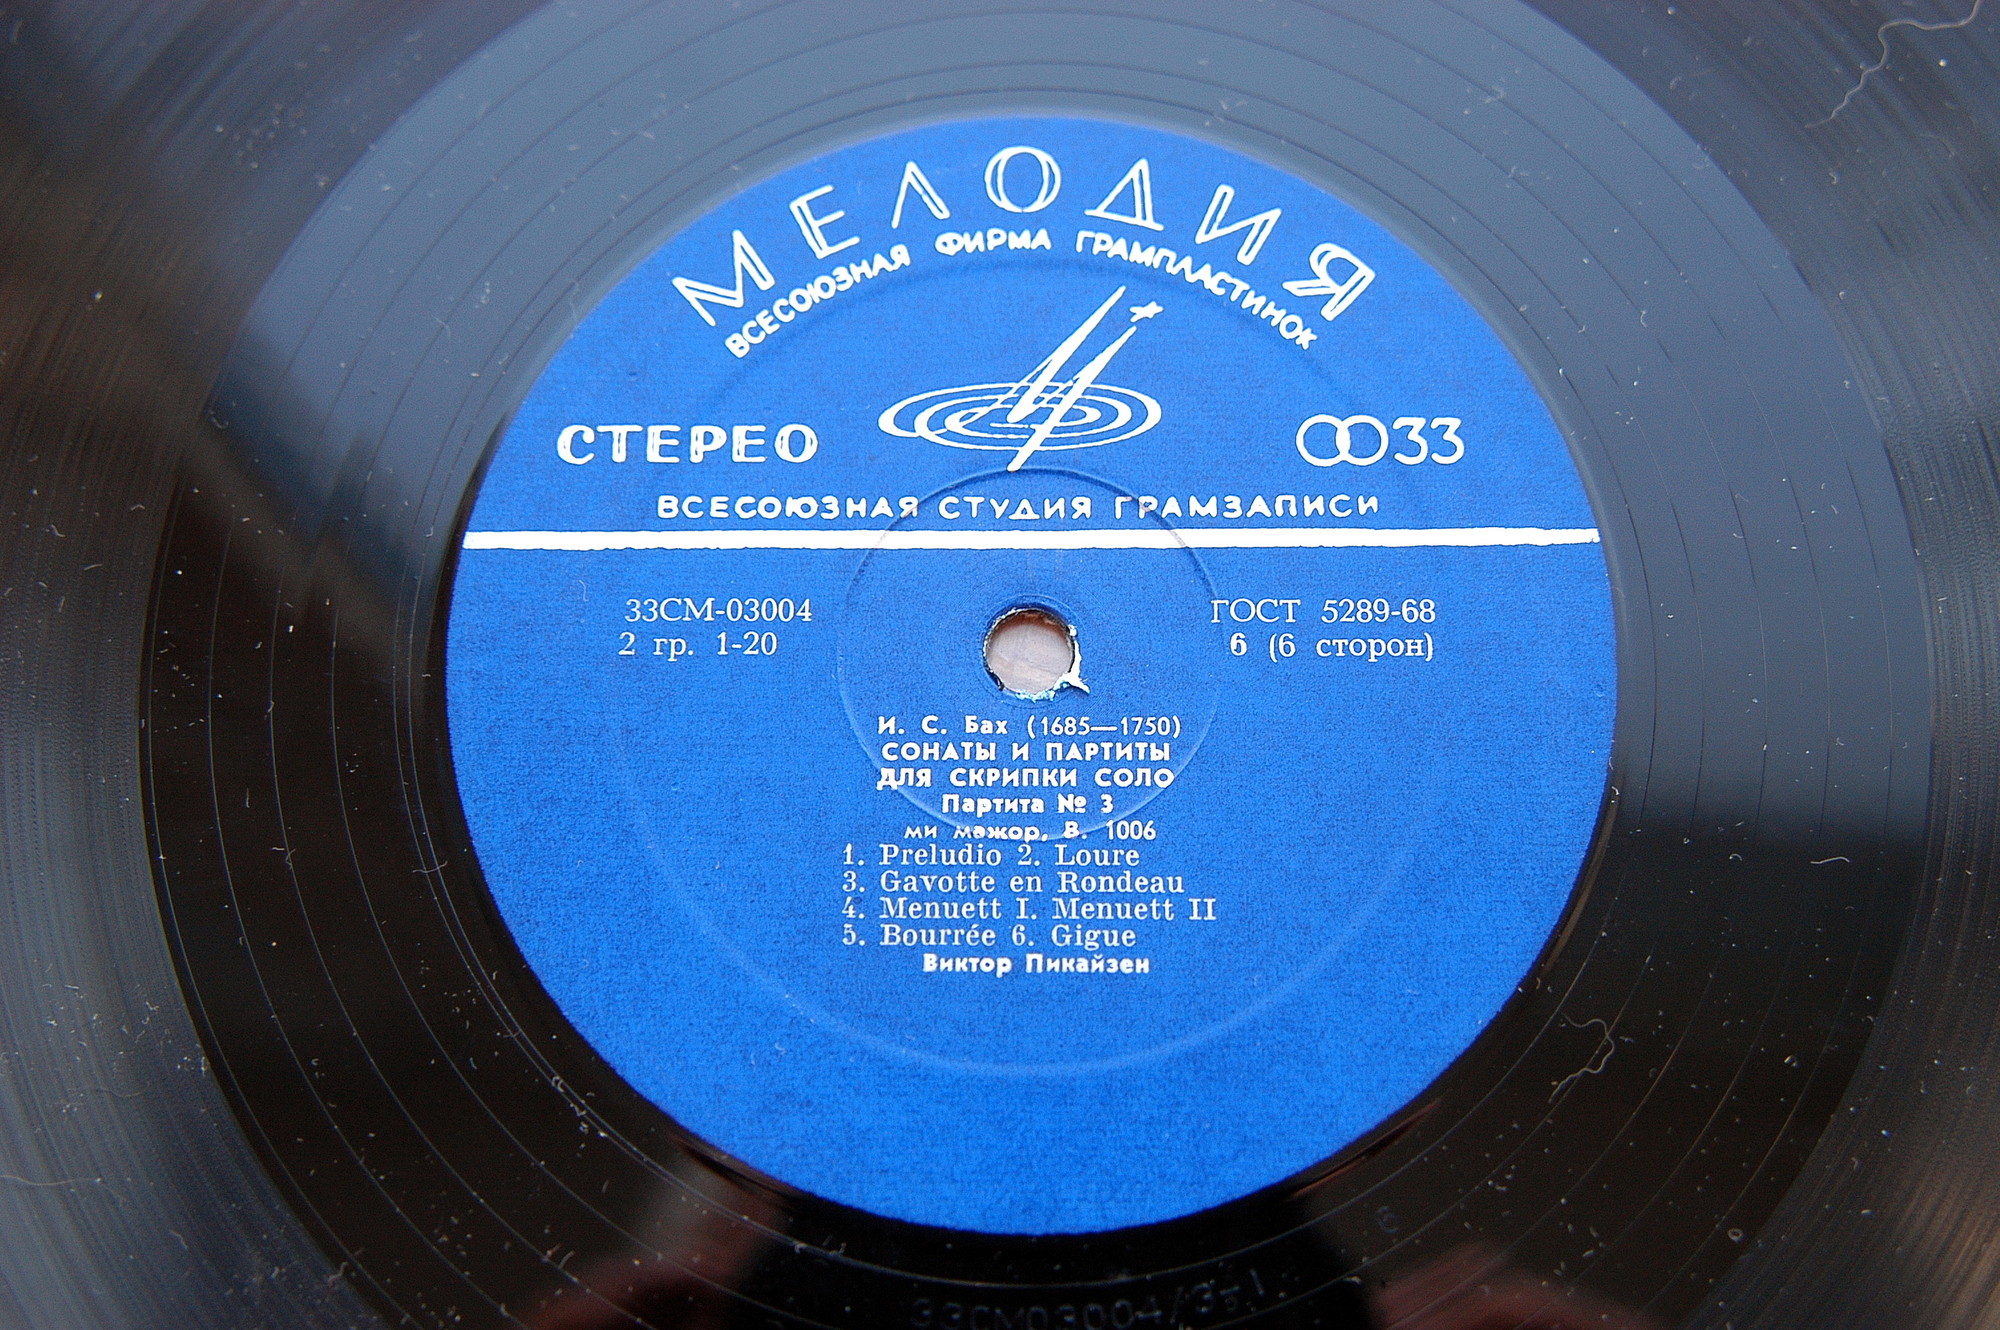 МЕЛОДИЯ
ВСЕСОЮЗНАЯ ФИРМА ГРАМПЛАСТИНОК
СТЕРЕО
33
ВСЕСОЮЗНАЯ СТУДИЯ ГРАМЗАПИСИ
33СМ-03004
ГОСТ 5289-68
2 гр. 1-20
6 (6 сторон)
И. С. Бах (1685—1750)
СОНАТЫ И ПАРТИТЫ
ДЛЯ СКРИПКИ СОЛО
Партита № 3
ми мажор, В. 1006
1. Preludio 2. Loure
3. Gavotte en Rondeau
4. Menuett I. Menuett II
5. Bourrée 6. Gigue
Виктор Пикайзен
6